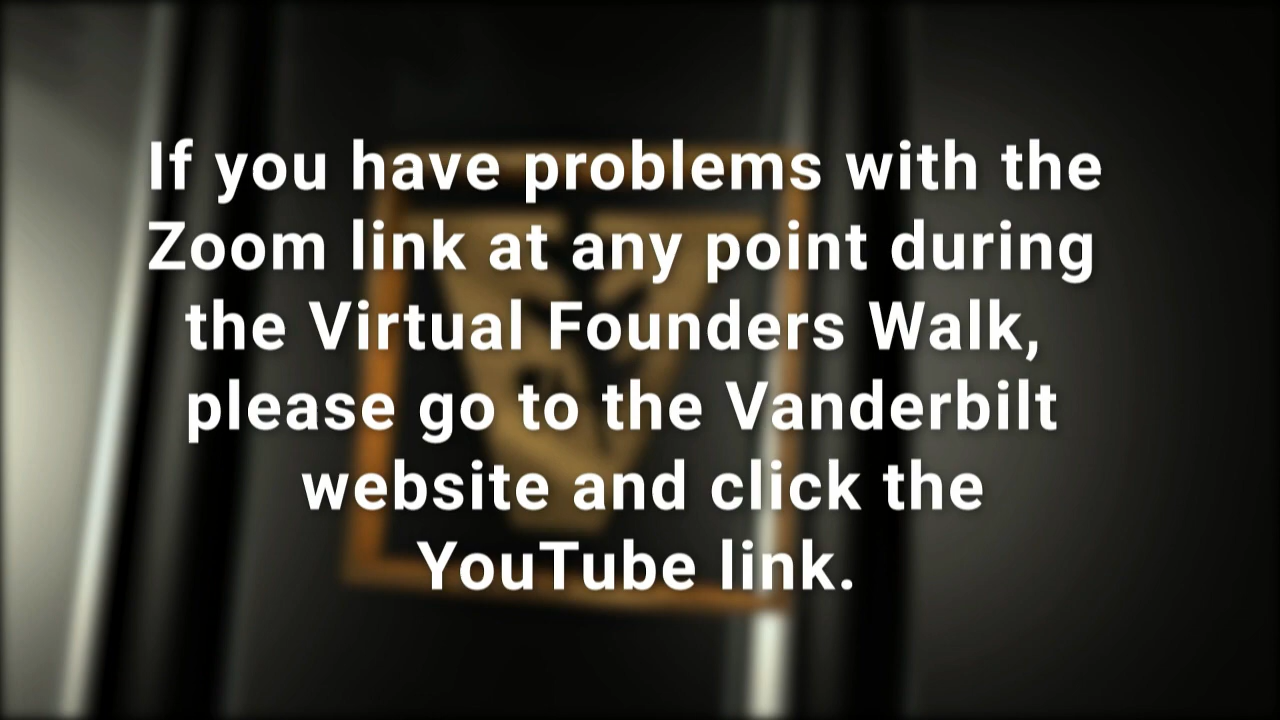 If you have problems with the
Zoom link at any point during
the Virtual Founders Walk,
please go to the Vanderbilt
website and click the
YouTube link.